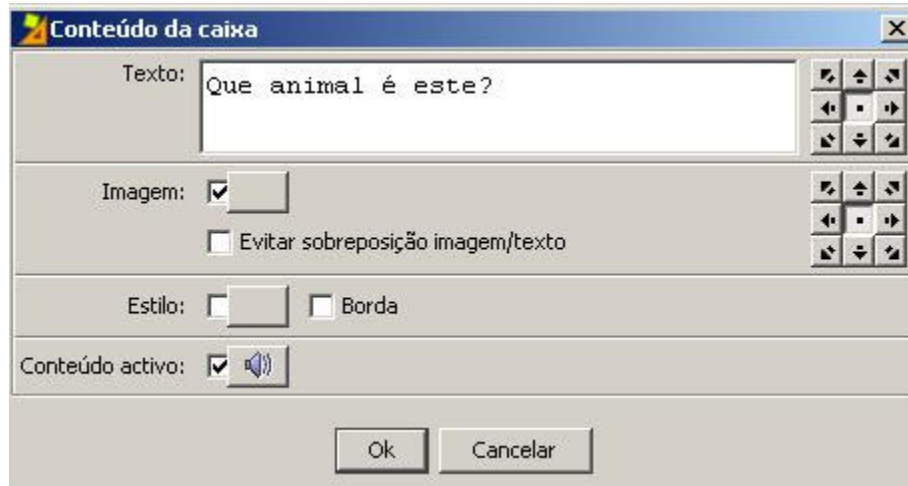 Conteúdo da caixa
Texto:
Que animal é este?
Imagem:
Evitar sobreposição imagem/texto
Estilo:
Borda
Conteúdo activo:
Ok
Cancelar